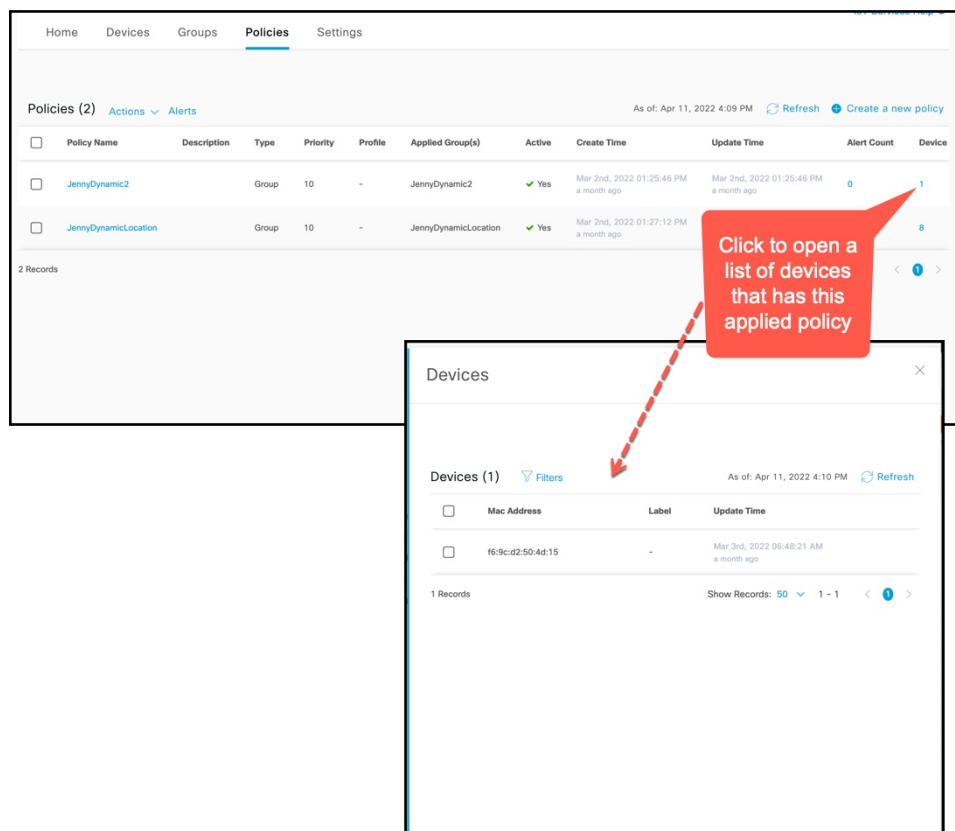 Home Devices Groups Policies Settings
Policies (2) Actions Alerts As of: Apr 11, 2022 4:09 PM Refresh Create a new policy
Policy Name Description Type Priority Profile Applied Group(s) Active Create Time Update Time Alert Count Device
JennyDynamic2 Group 10 - JennyDynamic2 Yes Mar 2nd, 2022 01:25:46 PM Mar 2nd, 2022 01:25:46 PM 0 1
a month ago a month ago
JennyDynamicLocation Group 10 - JennyDynamicLocation Yes Mar 2nd, 2022 01:27:12 PM 8
a month ago
2 Records 1
Click to open a
list of devices
that has this
applied policy
Devices
Devices (1) Filters As of: Apr 11, 2022 4:10 PM Refresh
Mac Address Label Update Time
f6:9c:d2:50:4d:15 - Mar 3rd, 2022 06:48:21 AM
a month ago
1 Records Show Records: 50 1 - 1 1